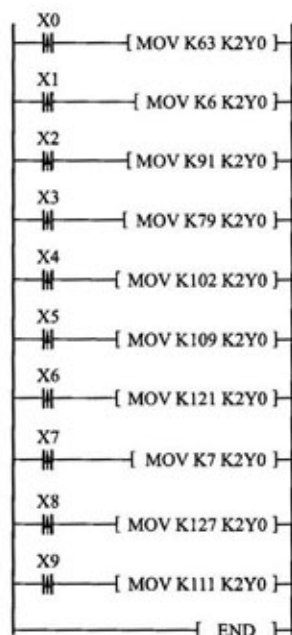 X0
[ MOV K63 K2Y0 ]
X1
[ MOV K6 K2Y0 ]
X2
[ MOV K91 K2Y0 ]
X3
[ MOV K79 K2Y0 ]
X4
[ MOV K102 K2Y0 ]
X5
[ MOV K109 K2Y0 ]
X6
[ MOV K121 K2Y0 ]
X7
[ MOV K7 K2Y0 ]
X8
[ MOV K127 K2Y0 ]
X9
[ MOV K111 K2Y0 ]
[ END ]